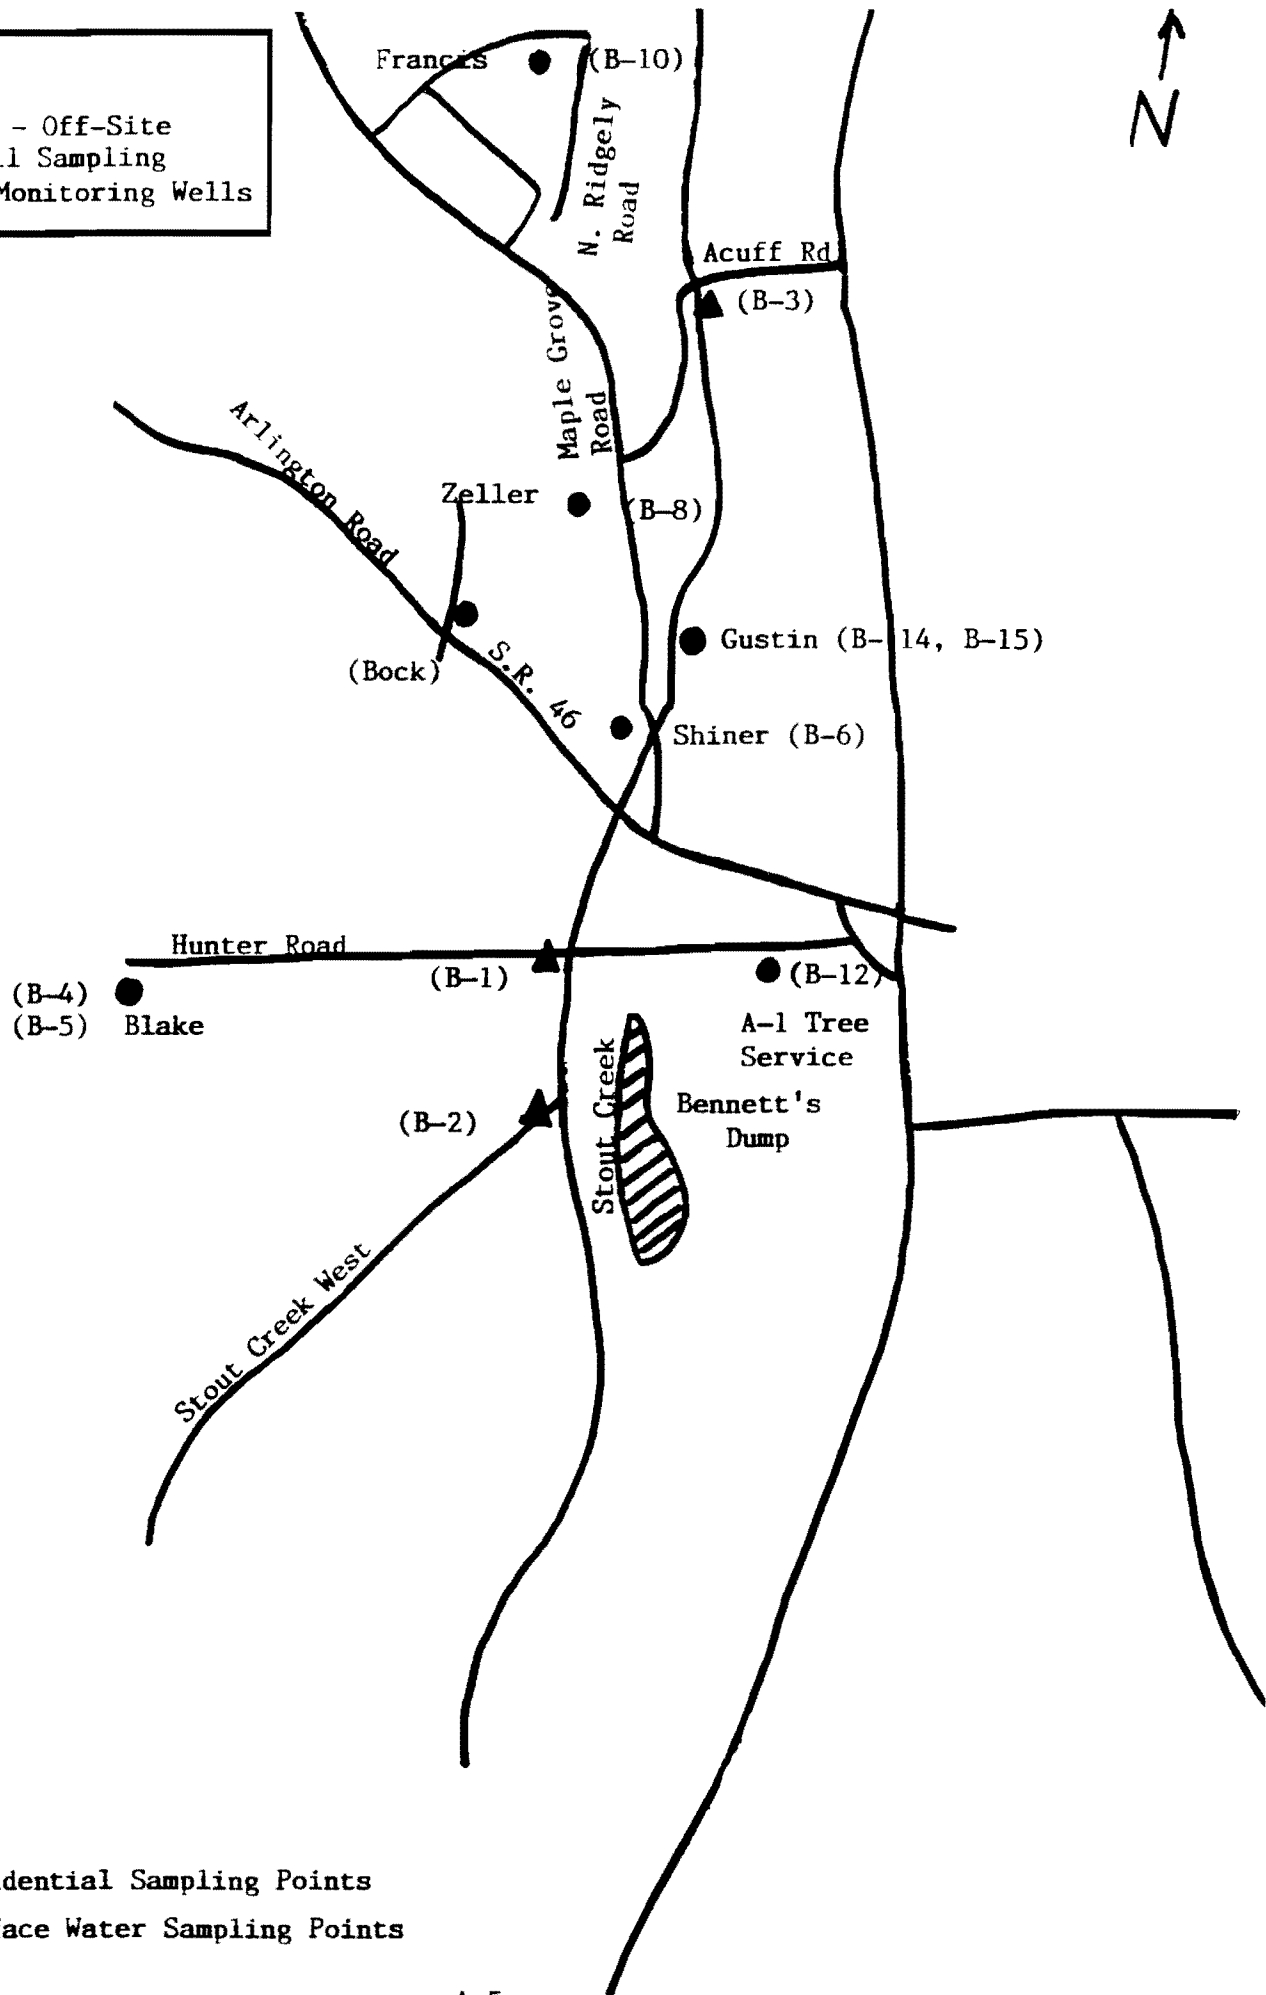 - Off-Site
Sampling
Monitoring Wells
N
Francis
(B-10)
N. Ridgely
Road
Acuff Rd
(B-3)
Maple Grove
Road
Arlington Road
Zeller
(B-8)
(Bock)
S.R. 46
Gustin (B-14, B-15)
Shiner (B-6)
Hunter Road
(B-1)
(B-12)
(B-4)
(B-5) Blake
A-1 Tree
Service
Stout Creek
(B-2)
Bennett's
Dump
Stout Creek West
Sampling Points
Water Sampling Points